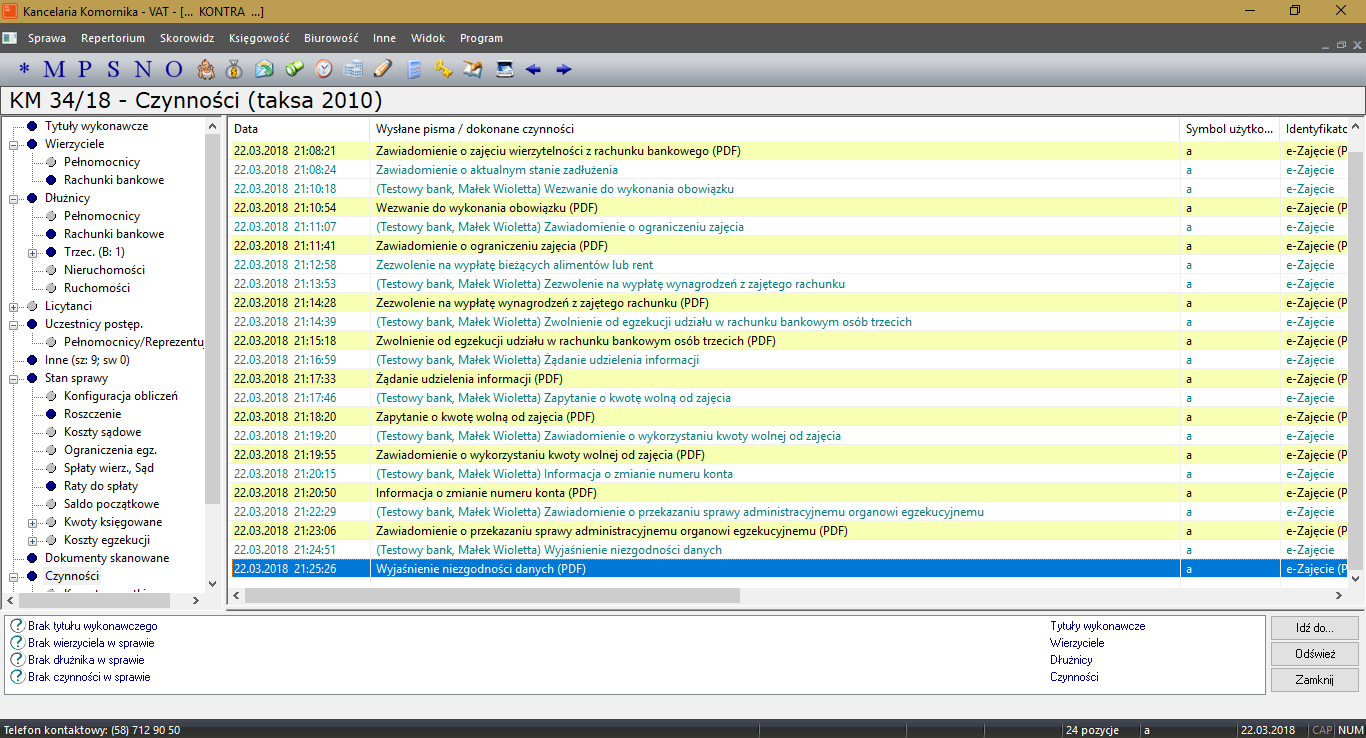 Kancelaria Komornika - VAT - [... KONTRA ...]
Sprawa Repertorium Skorowidz Księgowość Biurowość Inne Widok Program
* M P S N O
KM 34/18 - Czynności (taksa 2010)
Tytuły wykonawcze
Wierzyciele
Pełnomocnicy
Rachunki bankowe
Dłużnicy
Pełnomocnicy
Rachunki bankowe
Trzec. (B: 1)
Nieruchomości
Ruchomości
Licytanci
Uczestnicy postęp.
Pełnomocnicy/Reprezentu
Inne (sz: 9; sw 0)
Stan sprawy
Konfiguracja obliczeń
Roszczenie
Koszty sądowe
Ograniczenia egz.
Spłaty wierz., Sąd
Raty do spłaty
Saldo początkowe
Kwoty księgowane
Koszty egzekucji
Dokumenty skanowane
Czynności
Data Wysłane pisma / dokonane czynności Symbol użytko... Identyfikato
22.03.2018 21:08:21 Zawiadomienie o zajęciu wierzytelności z rachunku bankowego (PDF) a e-Zajęcie (P
22.03.2018 21:08:24 Zawiadomienie o aktualnym stanie zadłużenia a e-Zajęcie
22.03.2018 21:10:18 (Testowy bank, Małek Wioletta) Wezwanie do wykonania obowiązku a e-Zajęcie
22.03.2018 21:10:54 Wezwanie do wykonania obowiązku (PDF) a e-Zajęcie (P
22.03.2018 21:11:07 (Testowy bank, Małek Wioletta) Zawiadomienie o ograniczeniu zajęcia a e-Zajęcie
22.03.2018 21:11:41 Zawiadomienie o ograniczeniu zajęcia (PDF) a e-Zajęcie (P
22.03.2018 21:12:58 Zezwolenie na wypłatę bieżących alimentów lub rent a e-Zajęcie
22.03.2018 21:13:53 (Testowy bank, Małek Wioletta) Zezwolenie na wypłatę wynagrodzeń z zajętego rachunku a e-Zajęcie
22.03.2018 21:14:28 Zezwolenie na wypłatę wynagrodzeń z zajętego rachunku (PDF) a e-Zajęcie (P
22.03.2018 21:14:39 (Testowy bank, Małek Wioletta) Zwolnienie od egzekucji udziału w rachunku bankowym osób trzecich a e-Zajęcie
22.03.2018 21:15:18 Zwolnienie od egzekucji udziału w rachunku bankowym osób trzecich (PDF) a e-Zajęcie (P
22.03.2018 21:16:59 (Testowy bank, Małek Wioletta) Żądanie udzielenia informacji a e-Zajęcie
22.03.2018 21:17:33 Żądanie udzielenia informacji (PDF) a e-Zajęcie (P
22.03.2018 21:17:46 (Testowy bank, Małek Wioletta) Zapytanie o kwotę wolną od zajęcia a e-Zajęcie
22.03.2018 21:18:20 Zapytanie o kwotę wolną od zajęcia (PDF) a e-Zajęcie (P
22.03.2018 21:19:20 (Testowy bank, Małek Wioletta) Zawiadomienie o wykorzystaniu kwoty wolnej od zajęcia a e-Zajęcie
22.03.2018 21:19:55 Zawiadomienie o wykorzystaniu kwoty wolnej od zajęcia (PDF) a e-Zajęcie (P
22.03.2018 21:20:15 (Testowy bank, Małek Wioletta) Informacja o zmianie numeru konta a e-Zajęcie
22.03.2018 21:20:50 Informacja o zmianie numeru konta (PDF) a e-Zajęcie (P
22.03.2018 21:22:29 (Testowy bank, Małek Wioletta) Zawiadomienie o przekazaniu sprawy administracyjnemu organowi egzekucyjnemu a e-Zajęcie
22.03.2018 21:23:06 Zawiadomienie o przekazaniu sprawy administracyjnemu organowi egzekucyjnemu (PDF) a e-Zajęcie (P
22.03.2018 21:24:51 (Testowy bank, Małek Wioletta) Wyjaśnienie niezgodności danych a e-Zajęcie
22.03.2018 21:25:26 Wyjaśnienie niezgodności danych (PDF) a e-Zajęcie (P
Brak tytułu wykonawczego Tytuły wykonawcze
Brak wierzyciela w sprawie Wierzyciele
Brak dłużnika w sprawie Dłużnicy
Brak czynności w sprawie Czynności
Idź do...
Odśwież
Zamknij
Telefon kontaktowy: (58) 712 90 50 24 pozycje a 22.03.2018 CAP NUM